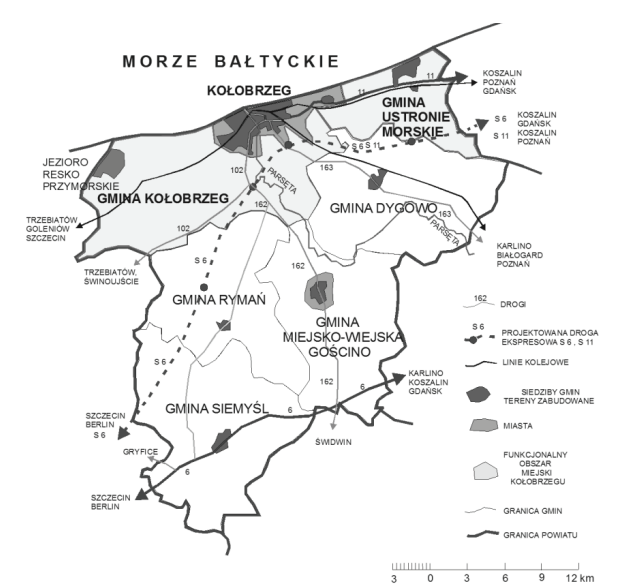 MORZE BAŁTYCKIE
KOŁOBRZEG
11
11
KOSZALIN
POZNAŃ
GDAŃSK
GMINA
USTRONIE
MORSKIE
S 6
S 11
KOSZALIN
GDAŃSK
KOSZALIN
POZNAŃ
S 6 S 11
JEZIORO
RESKO
PRZYMORSKIE
102
PARSĘTA
163
GMINA KOŁOBRZEG
162
GMINA DYGOWO
163
PARSĘTA
TRZEBIATÓW
GOLENIÓW
SZCZECIN
102
KARLINO
BIAŁOGARD
POZNAŃ
TRZEBIATÓW,
ŚWINOUJŚCIE
S 6
162
GMINA RYMAŃ
GMINA
MIEJSKO-WIEJSKA
GOŚCINO
S 6
162
KARLINO
KOSZALIN
GDAŃSK
6
GMINA SIEMYŚL
6
SZCZECIN
BERLIN
S 6
GRYFICE
ŚWIDWIN
6
SZCZECIN
BERLIN
162
DROGI
S 6
PROJEKTOWANA DROGA
EKSPRESOWA S 6 , S 11
LINIE KOLEJOWE
SIEDZIBY GMIN
TERENY ZABUDOWANE
MIASTA
FUNKCJONALNY
OBSZAR
MIEJSKI
KOŁOBRZEGU
GRANICA GMIN
GRANICA POWIATU
3 0 3 6 9 12 km